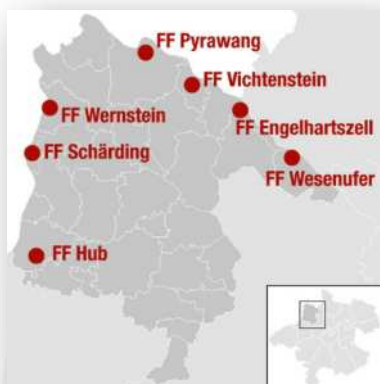 FF Pyrawang
FF Vichtenstein
FF Wernstein
FF Engelhartszell
FF Schärding
FF Wesenufer
FF Hub